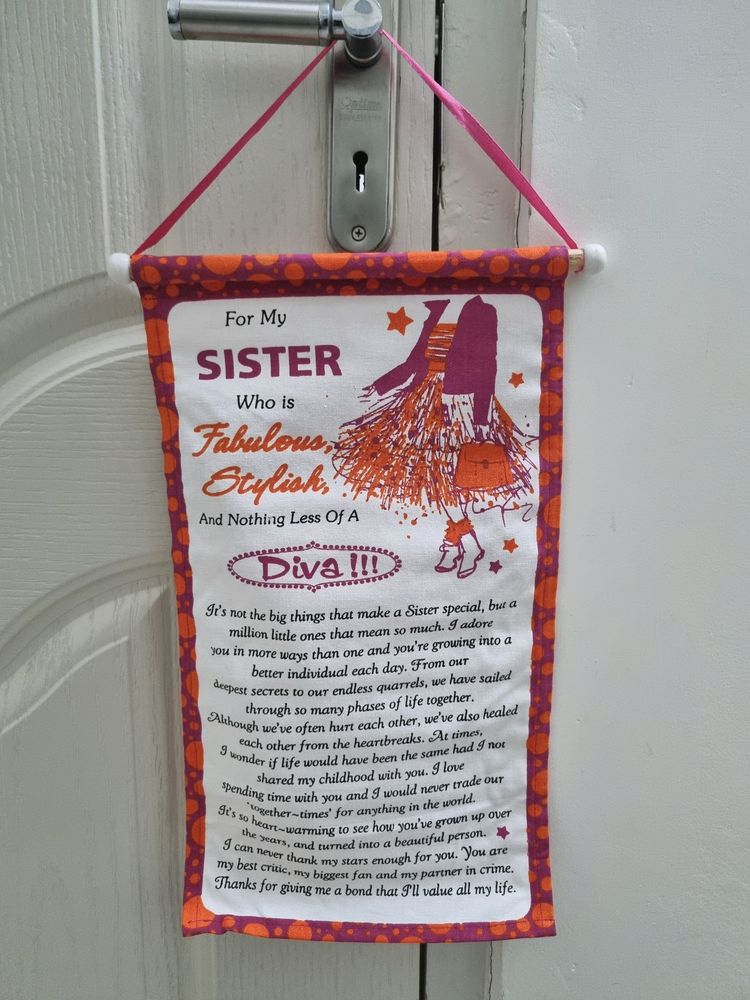 For My
SISTER
Who is
Fabulous,
Stylish,
And Nothing Less Of A
Diva!!!
It's not the big things that make a Sister special, but a
million little ones that mean so much. I adore
you in more ways than one and you're growing into a
better individual each day. From our
deepest secrets to our endless quarrels, we have sailed
through so many phases of life together.
Although we've often hurt each other, we've also healed
each other from the heartbreaks. At times,
I wonder if life would have been the same had I not
shared my childhood with you. I love
spending time with you and I would never trade our
'together-times' for anything in the world.
It's so heart-warming to see how you've grown up over
the years, and turned into a beautiful person.
I can never thank my stars enough for you. You are
my best critic, my biggest fan and my partner in crime.
Thanks for giving me a bond that I'll value all my life.